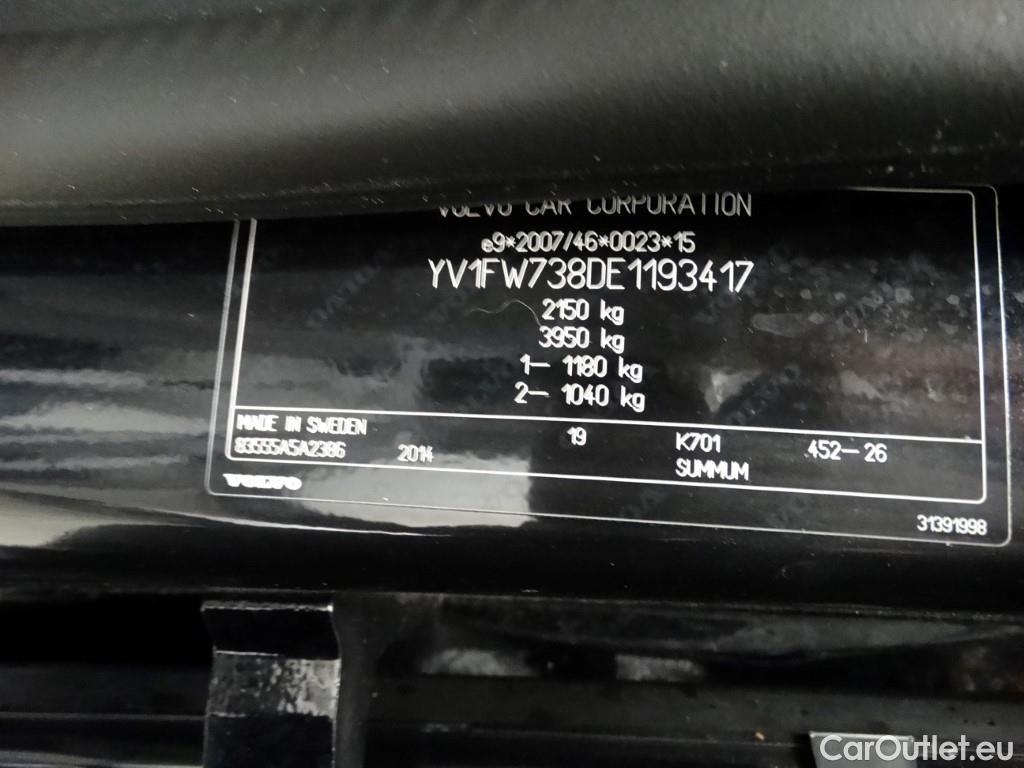 VOLVO CAR CORPORATION
e9*2007/46*0023*15
YV1FW738DE1193417
2150 kg
3950 kg
1- 1180 kg
2- 1040 kg
MADE IN SWEDEN 19 K701 452-26
83555A5A2386 2014 SUMMUM
VOLVO
31391998
CarOutlet.eu